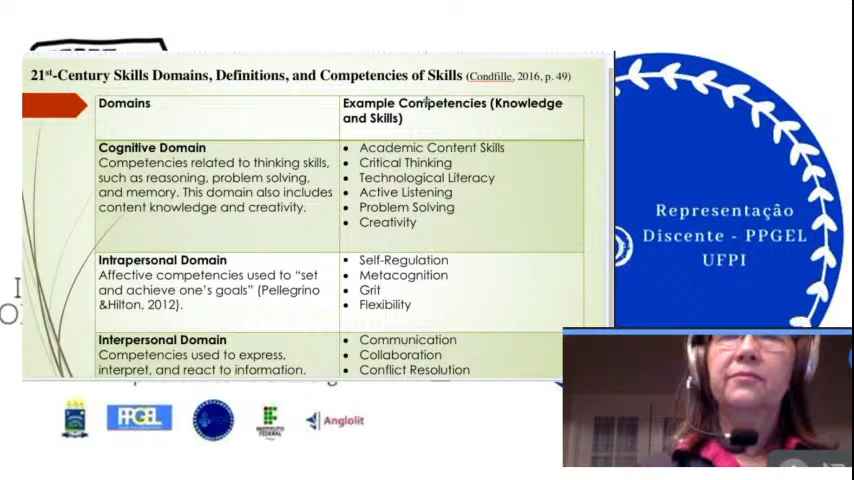 21st-Century Skills Domains, Definitions, and Competencies of Skills (Condfille, 2016, p. 49)
Domains
Example Competencies (Knowledge
and Skills)
Cognitive Domain
Competencies related to thinking skills,
such as reasoning, problem solving,
and memory. This domain also includes
content knowledge and creativity.
• Academic Content Skills
• Critical Thinking
• Technological Literacy
• Active Listening
• Problem Solving
• Creativity
Intrapersonal Domain
Affective competencies used to “set
and achieve one’s goals” (Pellegrino
&Hilton, 2012).
▪ Self-Regulation
• Metacognition
• Grit
• Flexibility
Interpersonal Domain
Competencies used to express,
interpret, and react to information.
• Communication
• Collaboration
• Conflict Resolution
Representação
Discente - PPGEL
UFPI
PPGEL
INSTITUTO
FEDERAL
Anglolit